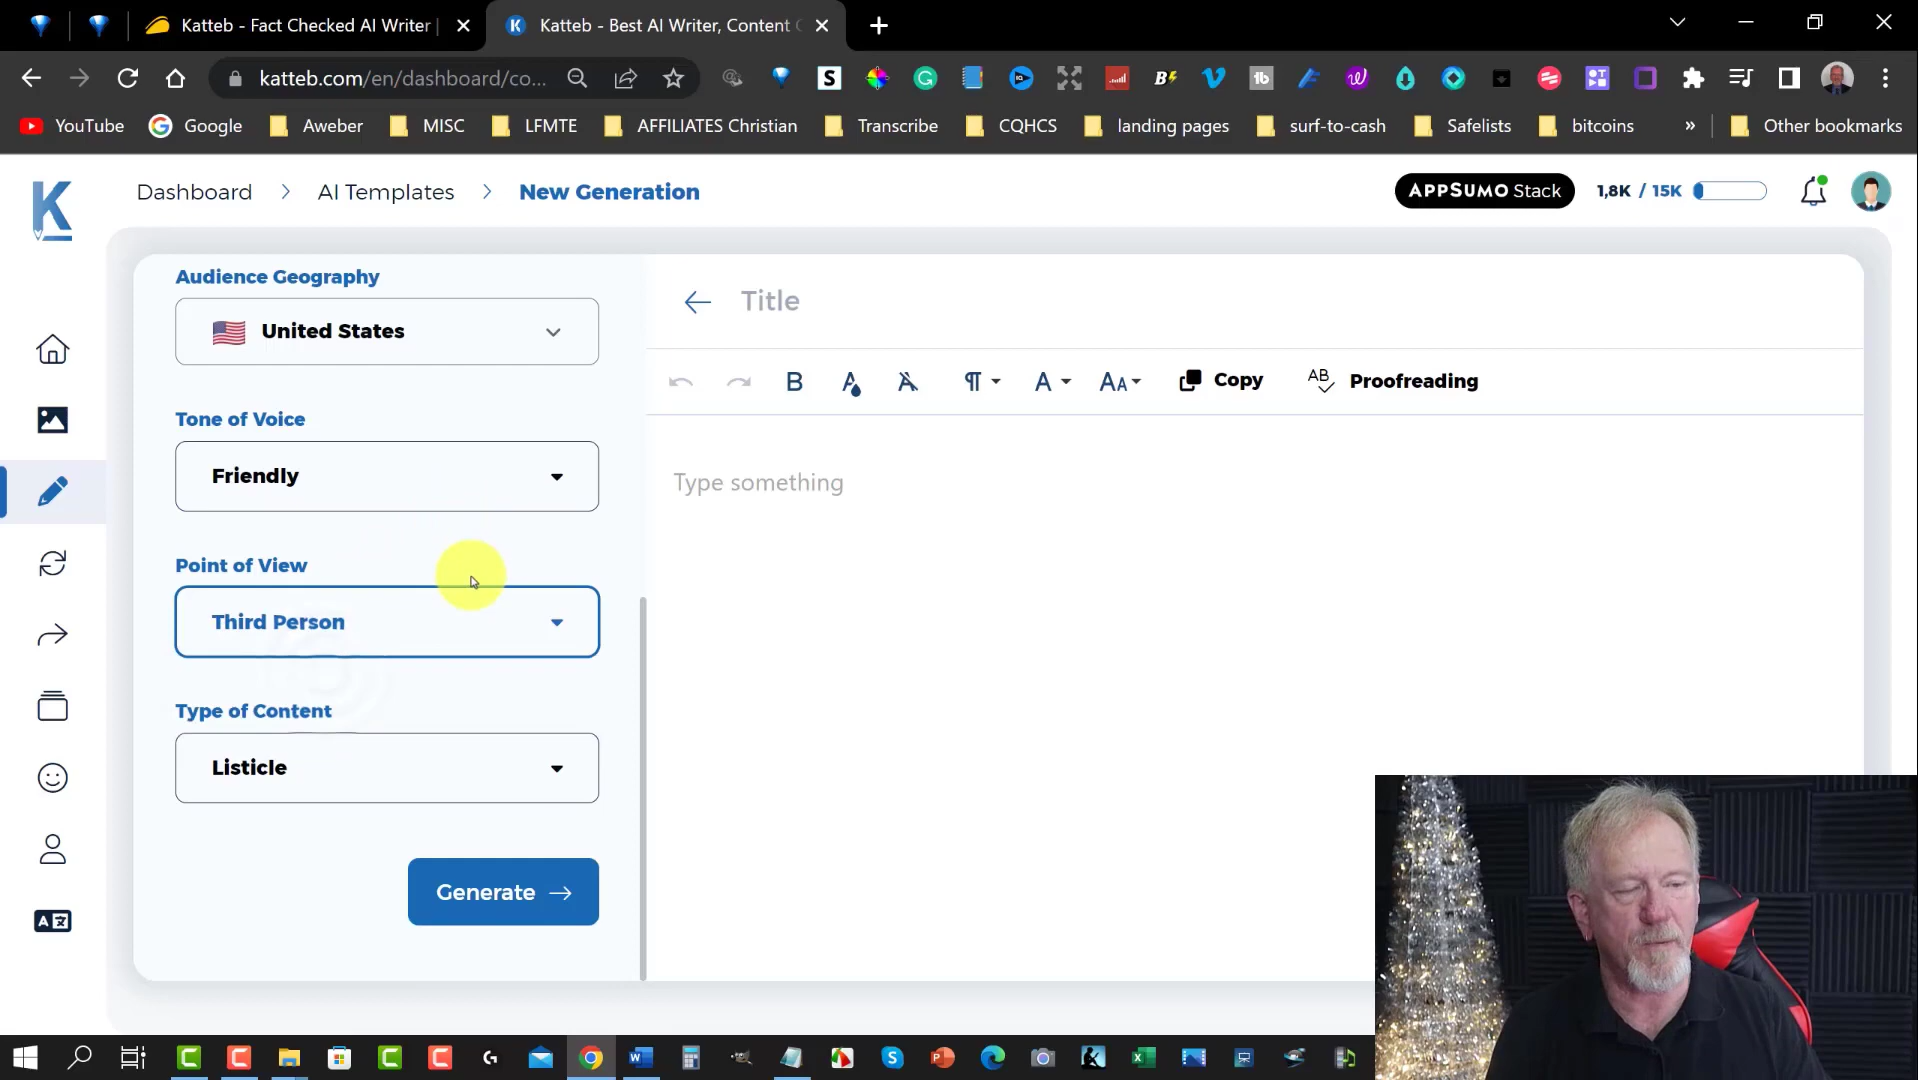 Katteb - Fact Checked AI Writer |
Katteb - Best AI Writer, Content
katteb.com/en/dashboard/co...
YouTube
Google
Aweber
MISC
LFMTE
AFFILIATES Christian
Transcribe
CQHCS
landing pages
surf-to-cash
Safelists
bitcoins
»
Other bookmarks
Dashboard > AI Templates > New Generation
APPSUMO Stack
1,8K / 15K
Audience Geography
United States
Tone of Voice
Friendly
Point of View
Third Person
Type of Content
Listicle
Generate →
Title
Copy
Proofreading
Type something